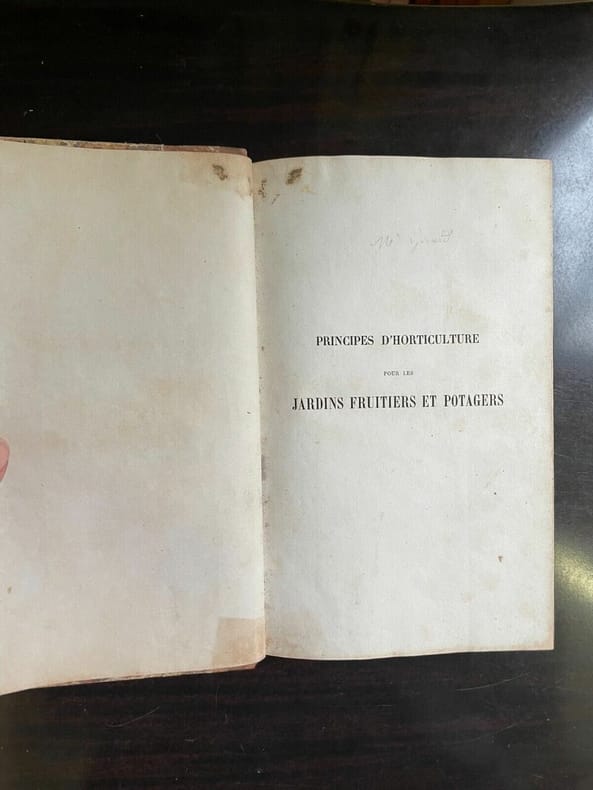 PRINCIPES D'HORTICULTURE
POUR LES
JARDINS FRUITIERS ET POTAGERS